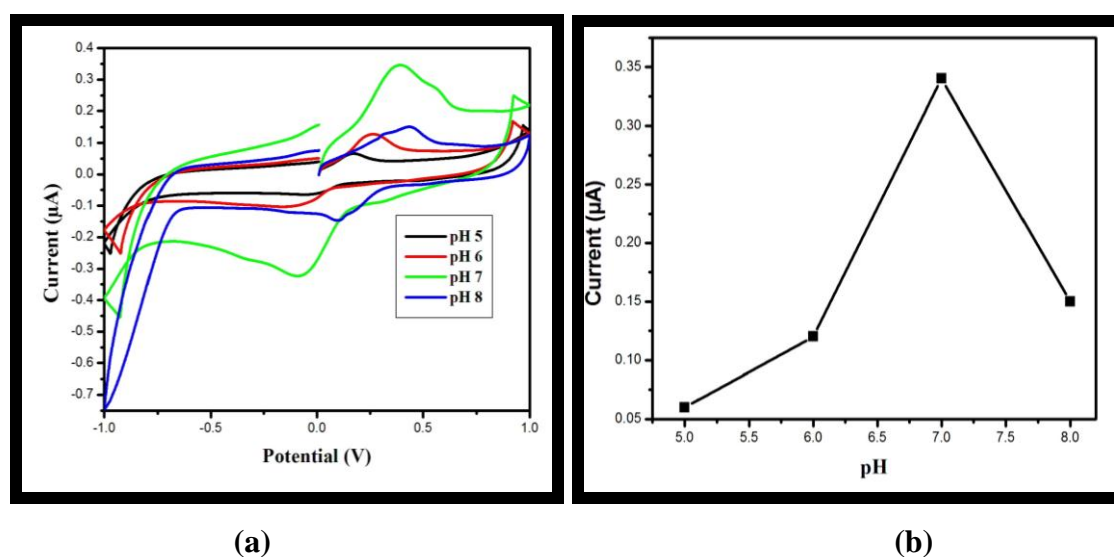 0.4
0.3
0.2
0.1
0.0
-0.1
-0.2
-0.3
-0.4
-0.5
-0.6
-0.7
Current (µA)
pH 5
pH 6
pH 7
pH 8
-1.0 -0.5 0.0 0.5 1.0
Potential (V)
(a)
0.35
0.30
0.25
0.20
0.15
0.10
0.05
Current (µA)
5.0 5.5 6.0 6.5 7.0 7.5 8.0
pH
(b)